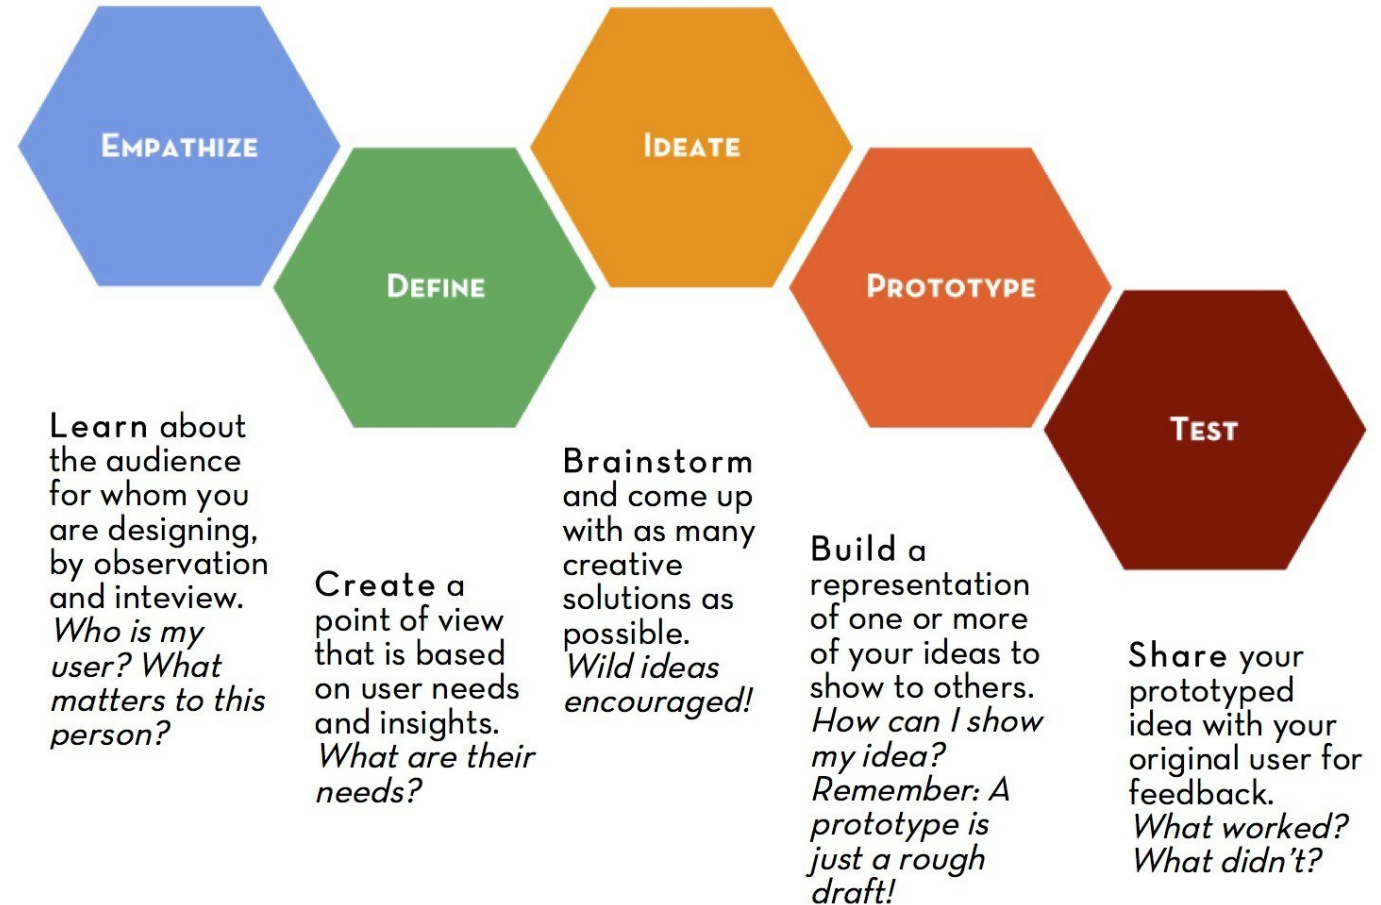 EMPATHIZE
DEFINE
IDEATE
PROTOTYPE
TEST
Learn about
the audience
for whom you
are designing,
by observation
and inteview.
Who is my
user? What
matters to this
person?
Create a
point of view
that is based
on user needs
and insights.
What are their
needs?
Brainstorm
and come up
with as many
creative
solutions as
possible.
Wild ideas
encouraged!
Build a
representation
of one or more
of your ideas to
show to others.
How can I show
my idea?
Remember: A
prototype is
just a rough
draft!
Share your
prototyped
idea with your
original user for
feedback.
What worked?
What didn't?